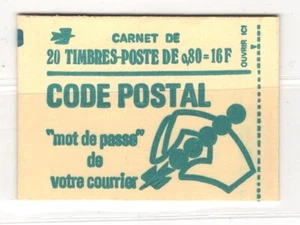 CARNET DE
20 TIMBRES-POSTE DE 0,80=16F
OUVRIR ICI
CODE POSTAL
"mot de passe"
de
votre courrier